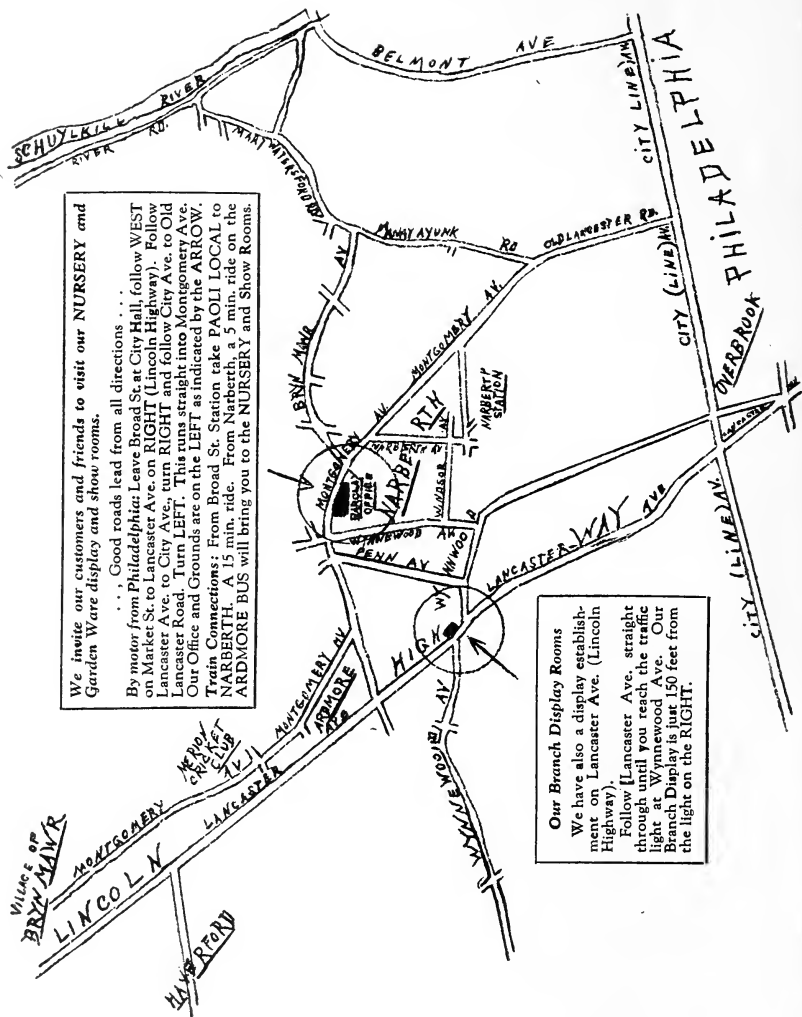 We invite our customers and friends to visit our NURSERY and
Garden Ware display and show rooms.
. . , Good roads lead from all directions . . .
By motor from Philadelphia: Leave Broad St. at City Hall, follow WEST
on Market St. to Lancaster Ave. on RIGHT (Lincoln Highway). Follow
Lancaster Ave. to City Ave., turn RIGHT and follow City Ave. to Old
Lancaster Road. Turn LEFT. This runs straight into Montgomery Ave.
Our Office and Grounds are on the LEFT as indicated by the ARROW.
Train Connections: From Broad St. Station take PAOLI LOCAL to
NARBERTH. A 15 min. ride. From Narberth, a 5 min. ride on the
ARDMORE BUS will bring you to the NURSERY and Show Rooms.
SCHUYLKILL RIVER
RIVER RD.
BELMONT AVE
MARY WATERSFORD RD
MANAYUNK RD
OLD LANCASTER RD.
CITY (LINE) AV.
CITY (LINE) AV.
CITY (LINE) AV.
PHILADELPHIA
OVERBROOK
BRYN MAWR AV
MONTGOMERY AV.
MONTGOMERY AV.
NARBERTH
NARBERTH AV
NARBERTH
STATION
WINDSOR AV
OFFICE
WYNNEWOOD AV
PENN AV
WYNNWOOD
VILLAGE OF
BRYN MAWR
MONTGOMERY AV
MERION
CRICKET
CLUB
MONTGOMERY AV
ARDMORE
LINCOLN HIGHWAY
LANCASTER AVE
LANCASTER AVE
LANCASTER
HAVERFORD
WYNNEWOOD AV
Our Branch Display Rooms
We have also a display establish-
ment on Lancaster Ave. (Lincoln
Highway).
Follow [Lancaster Ave. straight
through until you reach the traffic
light at Wynnewood Ave. Our
Branch Display is just 150 feet from
the light on the RIGHT.